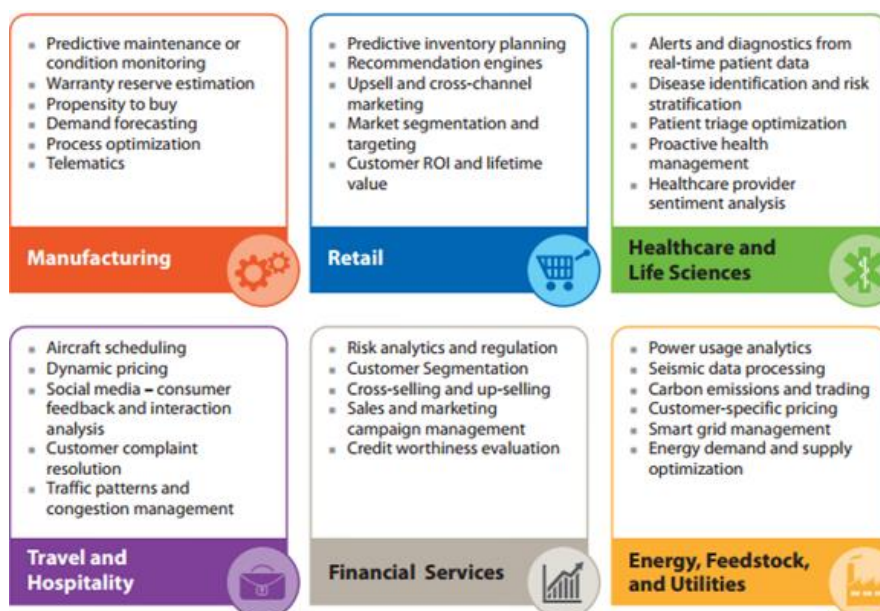 ▪ Predictive maintenance or
condition monitoring
▪ Warranty reserve estimation
▪ Propensity to buy
▪ Demand forecasting
▪ Process optimization
▪ Telematics
Manufacturing
▪ Predictive inventory planning
▪ Recommendation engines
▪ Upsell and cross-channel
marketing
▪ Market segmentation and
targeting
▪ Customer ROI and lifetime
value
Retail
▪ Alerts and diagnostics from
real-time patient data
▪ Disease identification and risk
stratification
▪ Patient triage optimization
▪ Proactive health
management
▪ Healthcare provider
sentiment analysis
Healthcare and
Life Sciences
▪ Aircraft scheduling
▪ Dynamic pricing
▪ Social media – consumer
feedback and interaction
analysis
▪ Customer complaint
resolution
▪ Traffic patterns and
congestion management
Travel and
Hospitality
▪ Risk analytics and regulation
▪ Customer Segmentation
▪ Cross-selling and up-selling
▪ Sales and marketing
campaign management
▪ Credit worthiness evaluation
Financial Services
▪ Power usage analytics
▪ Seismic data processing
▪ Carbon emissions and trading
▪ Customer-specific pricing
▪ Smart grid management
▪ Energy demand and supply
optimization
Energy, Feedstock,
and Utilities